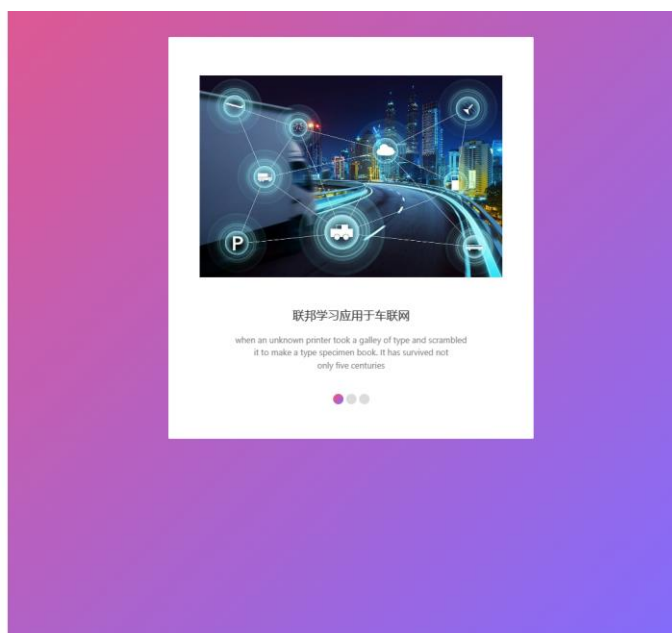 P
联邦学习应用于车联网
when an unknown printer took a galley of type and scrambled
it to make a type specimen book. It has survived not
only five centuries